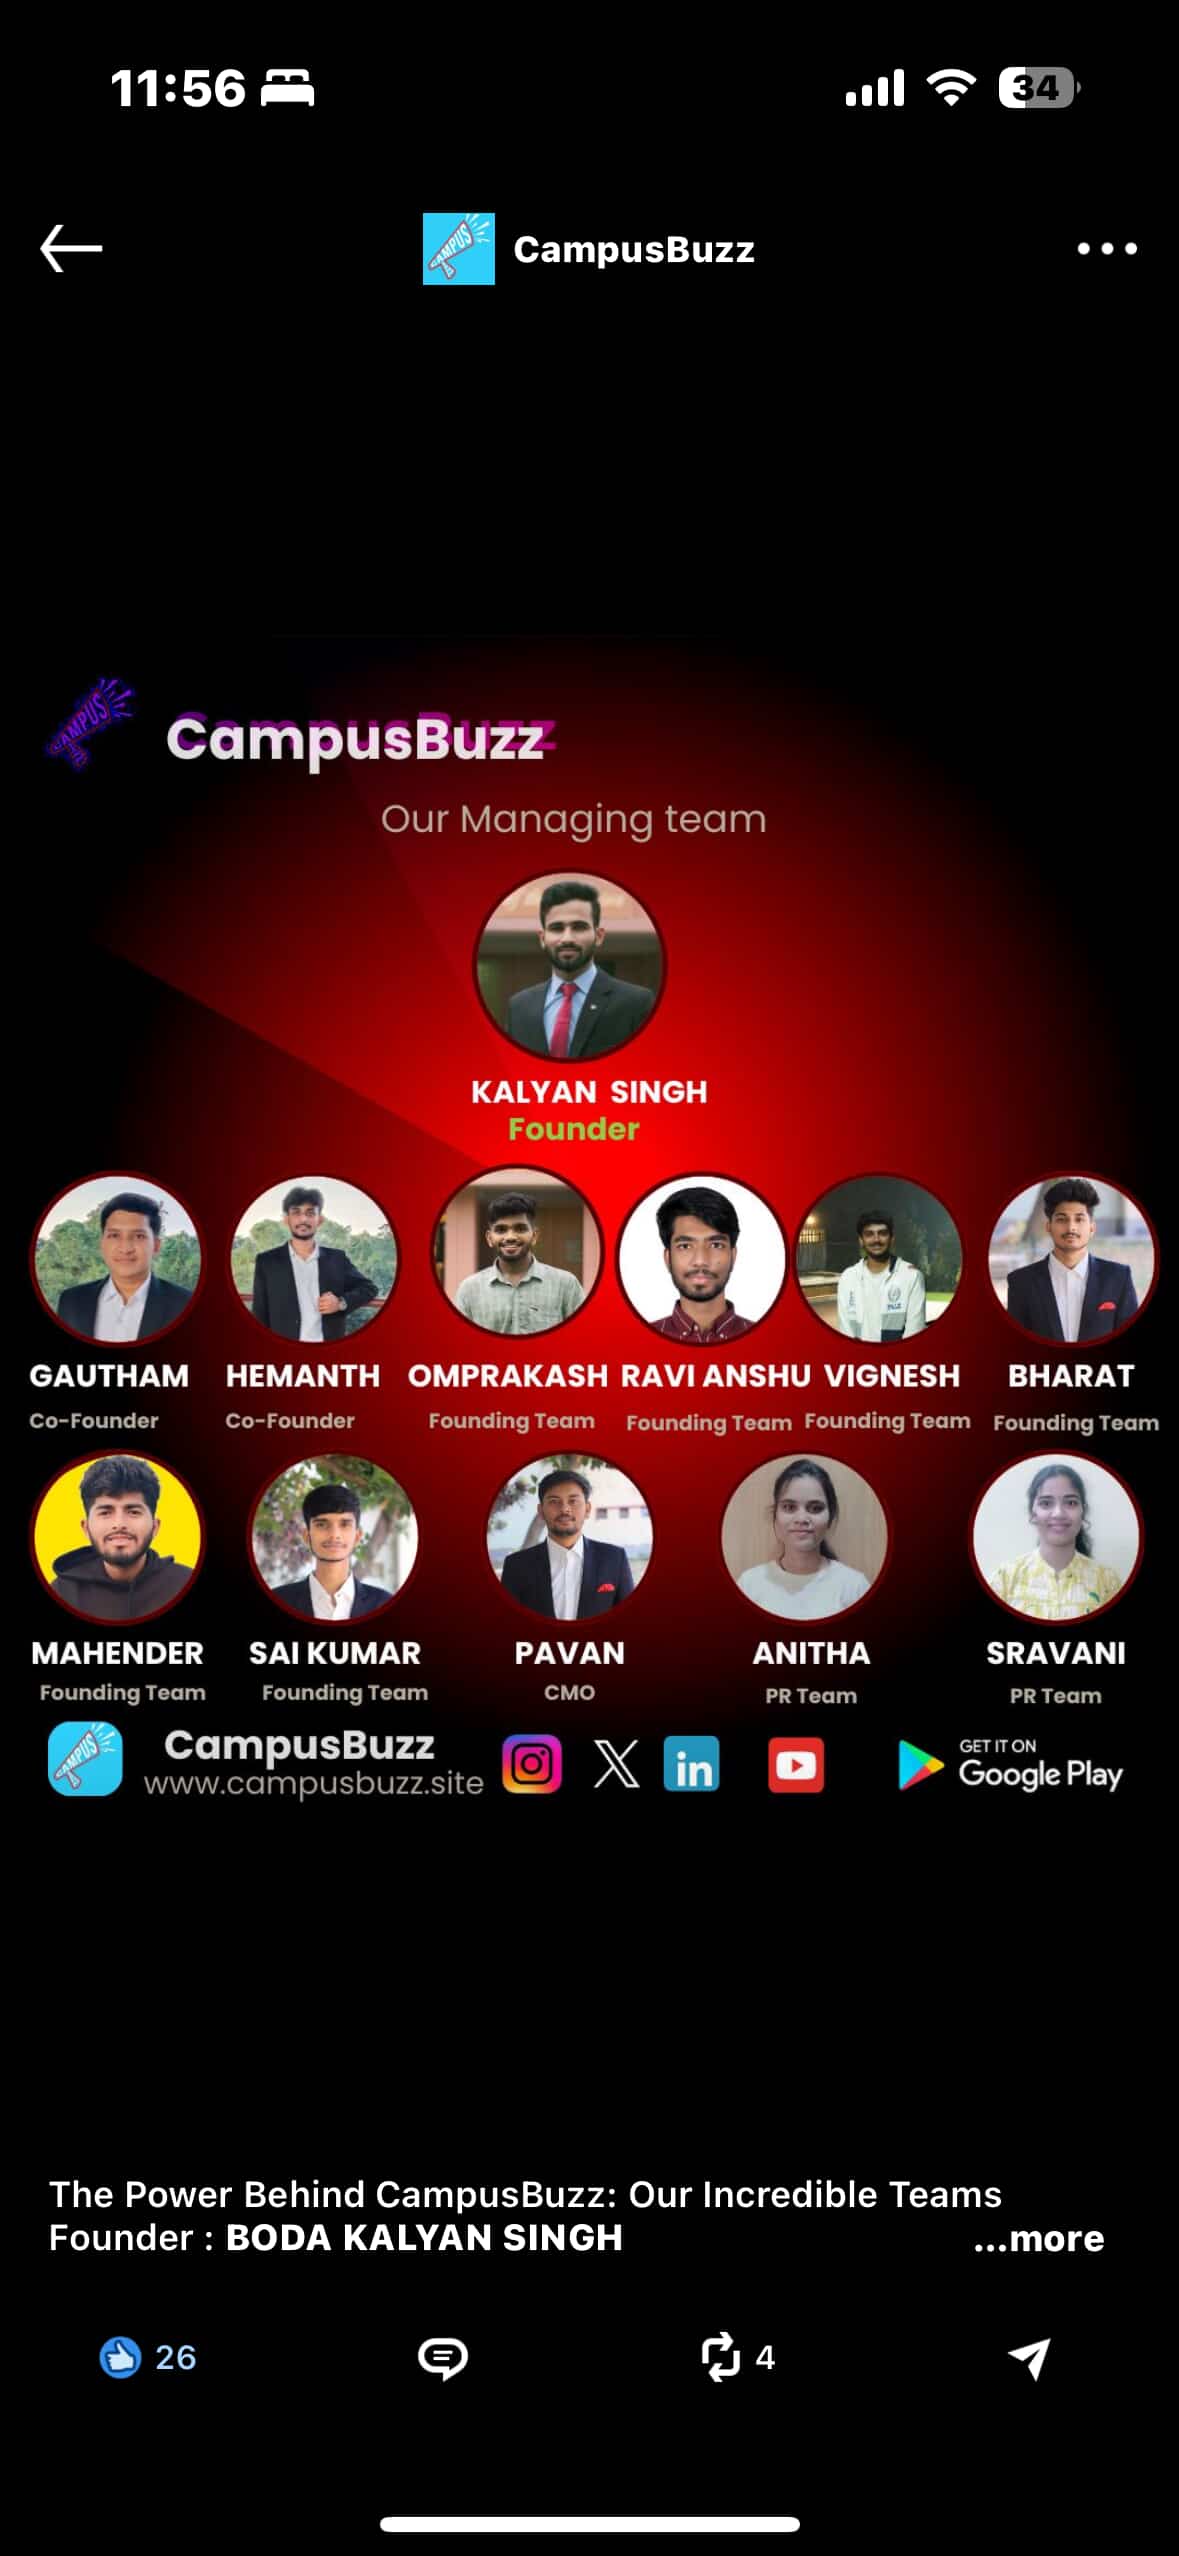 11:56
34
CAMPUS
CampusBuzz
CAMPUS
CampusBuzz
Our Managing team
KALYAN SINGH
Founder
GAUTHAM HEMANTH OMPRAKASH RAVI ANSHU VIGNESH BHARAT
Co-Founder Co-Founder Founding Team Founding Team Founding Team Founding Team
MAHENDER SAI KUMAR PAVAN ANITHA SRAVANI
Founding Team Founding Team CMO PR Team PR Team
CAMPUS
CampusBuzz
www.campusbuzz.site
in
GET IT ON
Google Play
The Power Behind CampusBuzz: Our Incredible Teams
Founder : BODA KALYAN SINGH ...more
26 4